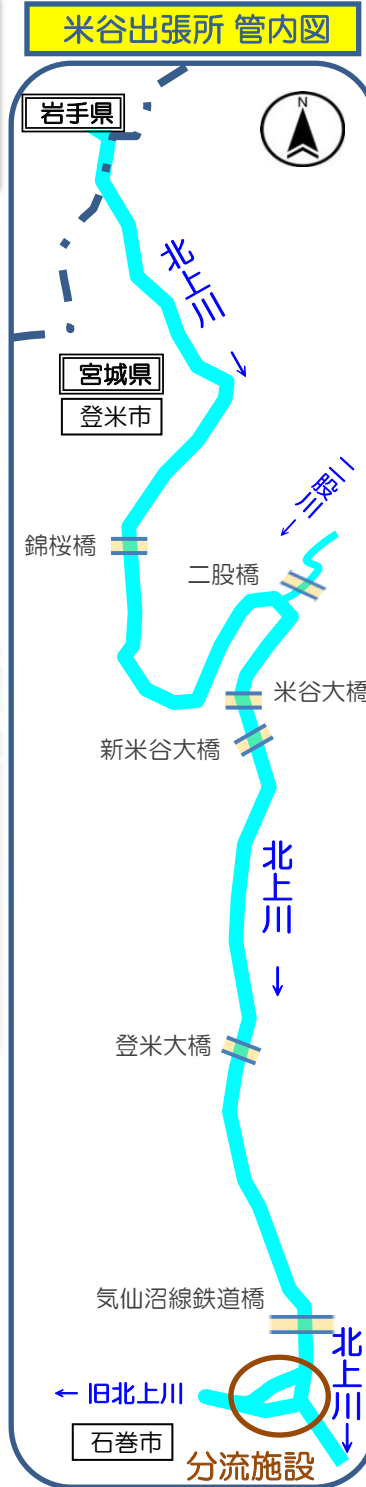 米谷出張所 管内図
岩手県
N
北上川
→
宮城県
登米市
二股川
←
錦桜橋
二股橋
米谷大橋
新米谷大橋
北上川
→
登米大橋
気仙沼線鉄道橋
北上川
→
← 旧北上川
石巻市
分流施設